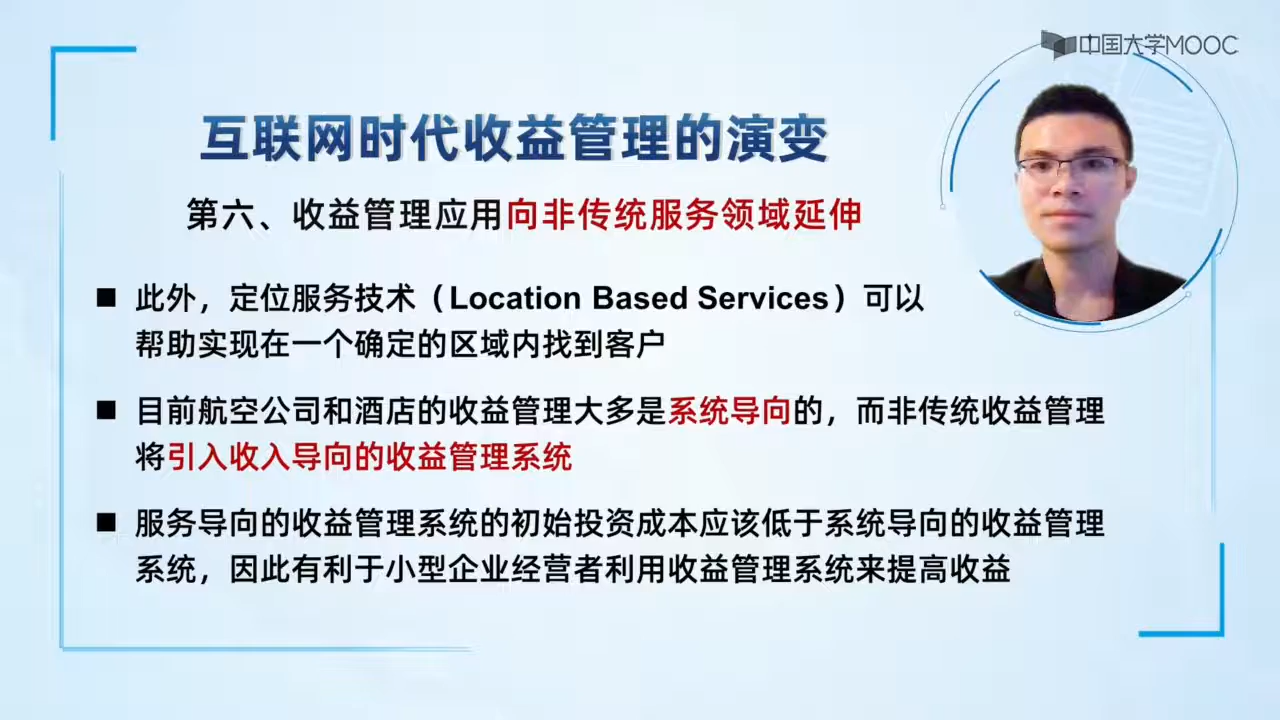 中国大学MOOC
互联网时代收益管理的演变
第六、收益管理应用向非传统服务领域延伸
■ 此外，定位服务技术（Location Based Services）可以
帮助实现在一个确定的区域内找到客户
■ 目前航空公司和酒店的收益管理大多是系统导向的，而非传统收益管理
将引入收入导向的收益管理系统
■ 服务导向的收益管理系统的初始投资成本应该低于系统导向的收益管理
系统，因此有利于小型企业经营者利用收益管理系统来提高收益